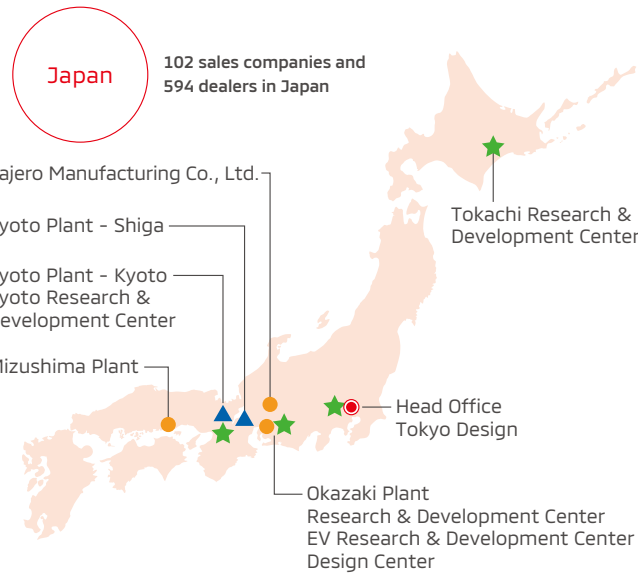 Japan
102 sales companies and
594 dealers in Japan
ajero Manufacturing Co., Ltd.
yoto Plant - Shiga
yoto Plant - Kyoto
yoto Research &
evelopment Center
Mizushima Plant
Tokachi Research &
Development Center
Head Office
Tokyo Design
Okazaki Plant
Research & Development Center
EV Research & Development Center
Design Center